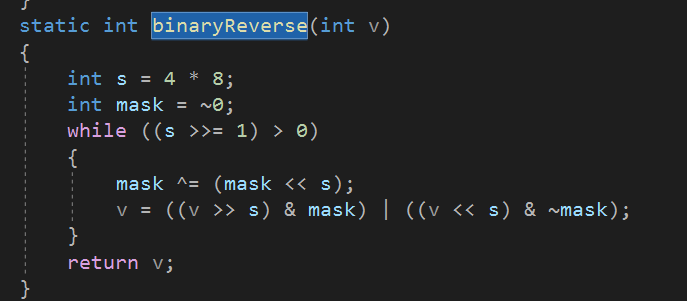 }
static int binaryReverse(int v)
{
    int s = 4 * 8;
    int mask = ~0;
    while ((s >>= 1) > 0)
    {
        mask ^= (mask << s);
        v = ((v >> s) & mask) | ((v << s) & ~mask);
    }
    return v;
}